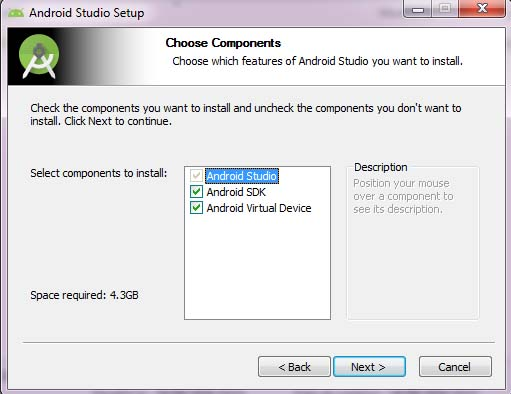 Android Studio Setup
Choose Components
Choose which features of Android Studio you want to install.
Check the components you want to install and uncheck the components you don't want to
install. Click Next to continue.
Select components to install:
Android Studio
Android SDK
Android Virtual Device
Description
Position your mouse
over a component to
see its description.
Space required: 4.3GB
< Back
Next >
Cancel